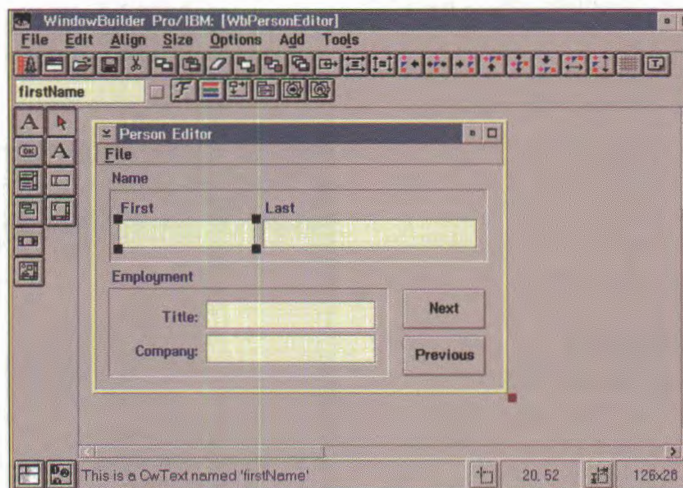 WindowBuilder Pro/IBM: [WbPersonEditor]
File Edit Align Size Options Add Tools
firstName
F
A
OK A
Person Editor
File
Name
First Last
Employment
Title:
Company:
Next
Previous
This is a CwText named 'firstName'
20, 52
126x28